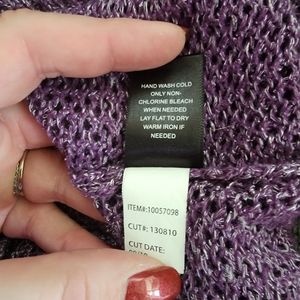 HAND WASH COLD
ONLY NON-
CHLORINE BLEACH
WHEN NEEDED
LAY FLAT TO DRY
WARM IRON IF
NEEDED
ITEM#:10057098
CUT#: 130810
CUT DATE: